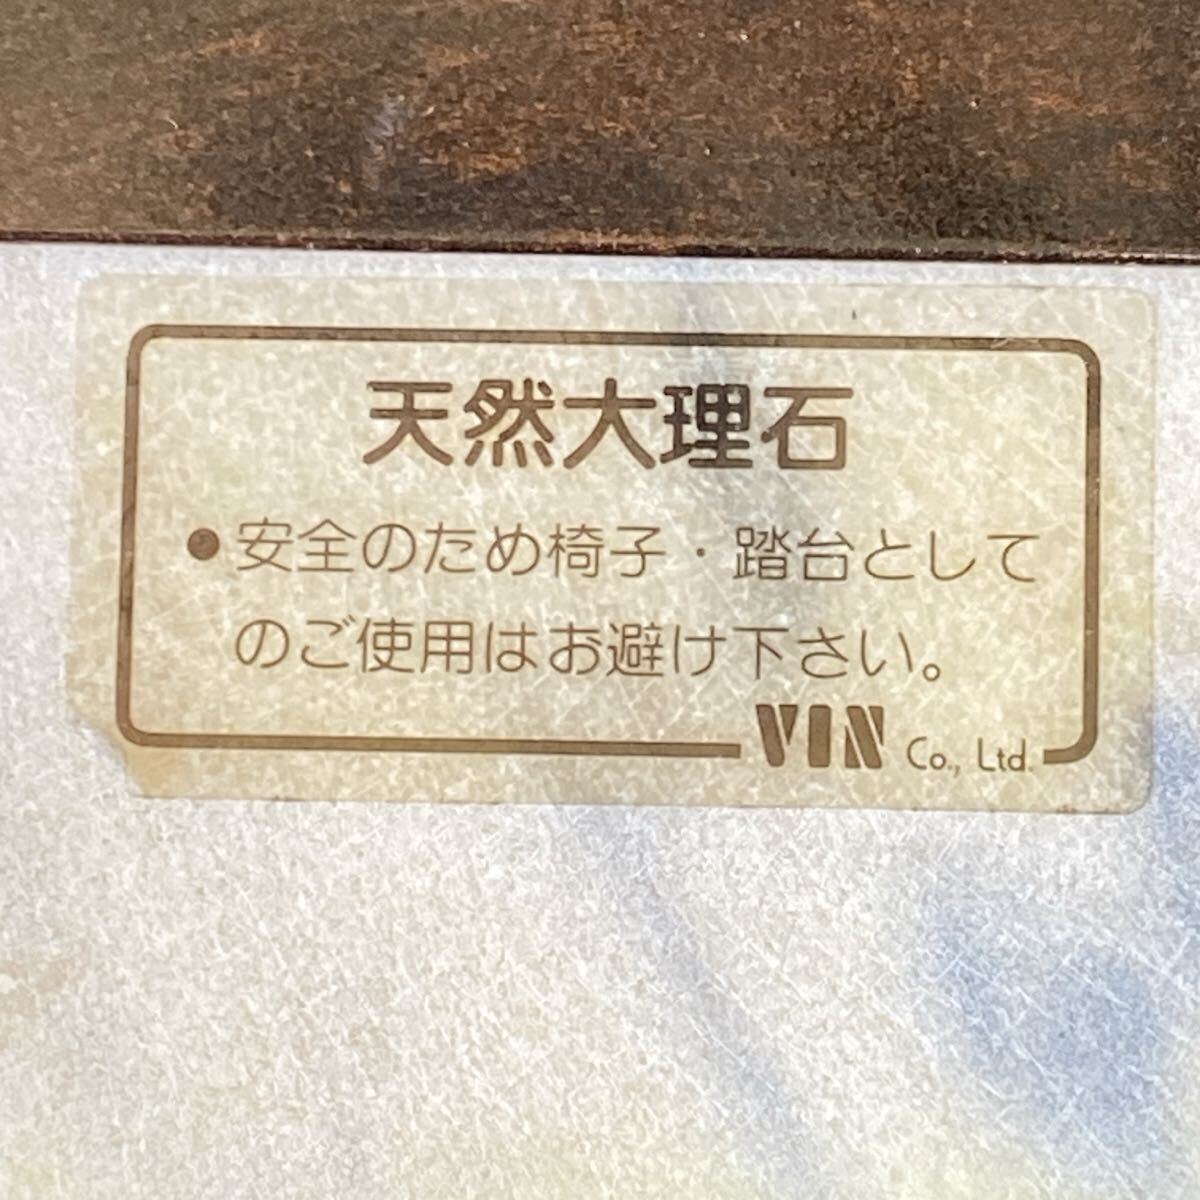 天然大理石
●安全のため椅子・踏台として
のご使用はお避け下さい。
VIN Co., Ltd.